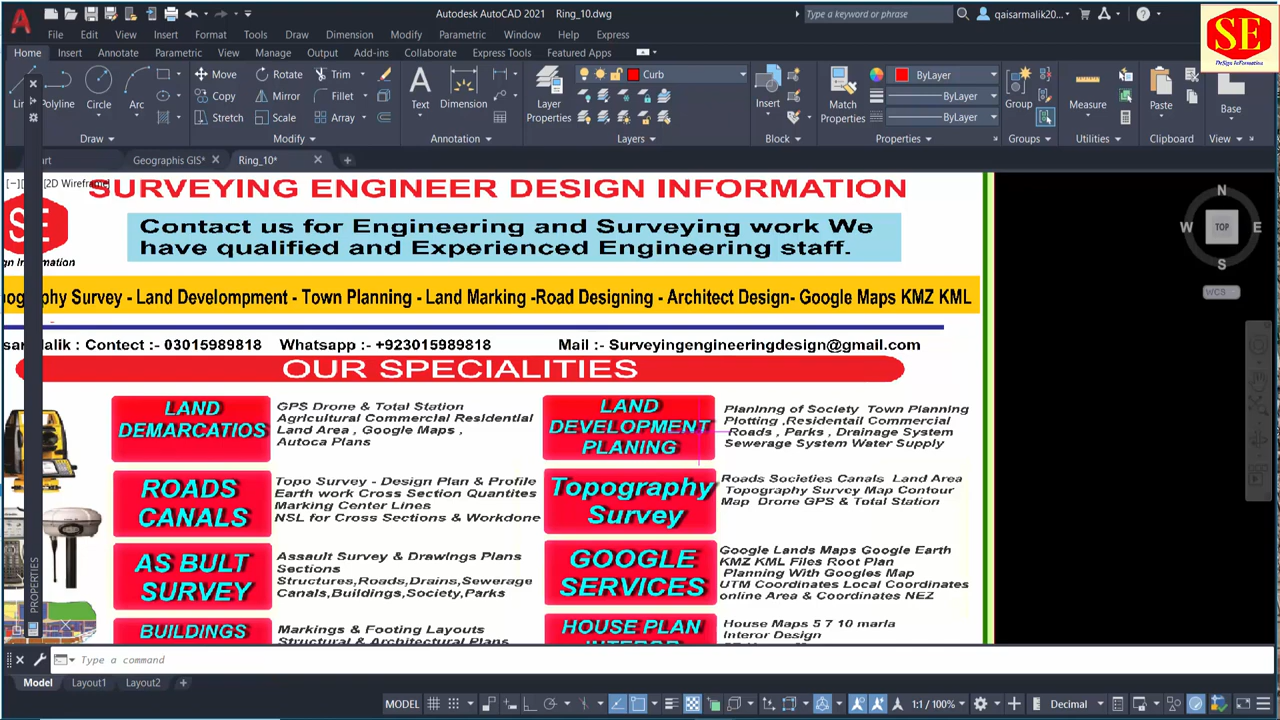 Autodesk AutoCAD 2021 Ring_10.dwg
Type a keyword or phrase
qaisarmalik20...
SE
DeSign InFormatiea
File Edit View Insert Format Tools Draw Dimension Modify Parametric Window Help Express
Home Insert Annotate Parametric View Manage Output Add-ins Collaborate Express Tools Featured Apps
Polyline Circle Arc
Move Rotate Trim
Copy Mirror Fillet
Stretch Scale Array
Text Dimension
Layer Properties
Curb
Insert
Match Properties
ByLayer
ByLayer
ByLayer
Group
Measure
Paste
Base
Draw Modify Annotation Layers Block Properties Groups Utilities Clipboard View
Geographis GIS* Ring_10*
[2D Wireframe]
SURVEYING ENGINEER DESIGN INFORMATION
SE
Contact us for Engineering and Surveying work We
have qualified and Experienced Engineering staff.
gn Information
ography Survey - Land Develompment - Town Planning - Land Marking -Road Designing - Architect Design- Google Maps KMZ KML
Malik : Contect :- 03015989818 Whatsapp :- +923015989818 Mail :- Surveyingengineeringdesign@gmail.com
OUR SPECIALITIES
LAND
DEMARCATIOS
GPS Drone & Total Station
Agricultural Commercial Residential
Land Area , Google Maps ,
Autoca Plans
LAND
DEVELOPMENT
PLANING
Planinng of Society Town Planning
Plotting ,Residentail Commercial
Roads , Parks , Drainage System
Sewerage System Water Supply
ROADS
CANALS
Topo Survey - Design Plan & Profile
Earth work Cross Section Quantites
Marking Center Lines
NSL for Cross Sections & Workdone
Topography
Survey
Roads Societies Canals Land Area
Topography Survey Map Contour
Map Drone GPS & Total Station
AS BUILT
SURVEY
Assault Survey & Drawings Plans
Sections
Structures,Roads,Drains,Sewerage
Canals,Buildings,Society,Parks
GOOGLE
SERVICES
Google Lands Maps Google Earth
KMZ KML Files Root Plan
Planning With Googles Map
UTM Coordinates Local Coordinates
online Area & Coordinates NEZ
BUILDINGS
Markings & Footing Layouts
Structural & Architectural Plans
HOUSE PLAN
INTEROR
House Maps 5 7 10 marla
Interor Design
N
W TOP E
S
WCS
PROPERTIES
Type a command
Model Layout1 Layout2
MODEL 1:1 / 100% Decimal